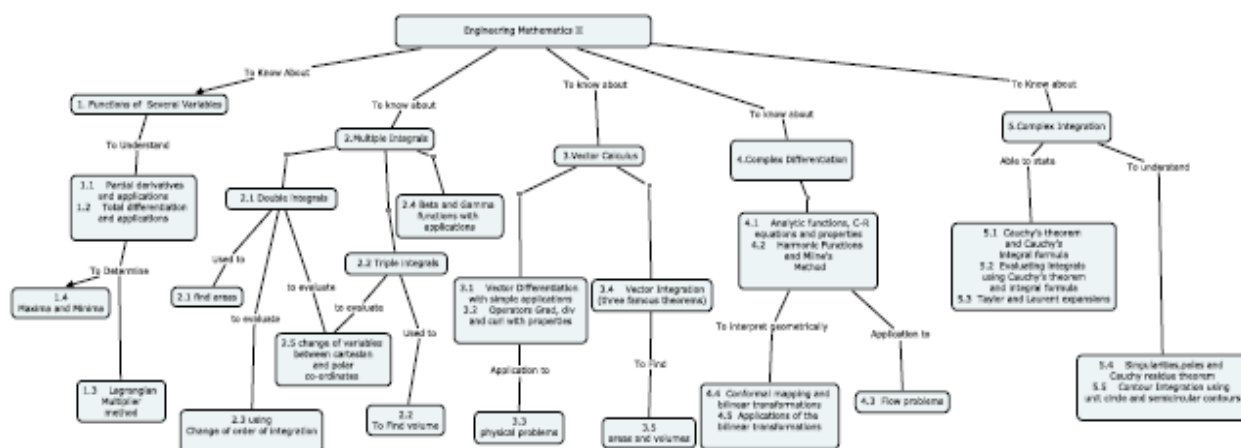 Engineering Mathematics II
To Know About
To know about
To know about
To know about
To Know about
1. Functions of Several Variables
2.Multiple Integrals
3.Vector Calculus
4.Complex Differentiation
5.Complex Integration
To Understand
Able to state
To understand
1.1 Partial derivatives
and applications
1.2 Total differentiation
and applications
2.1 Double Integrals
2.4 Beta and Gamma
functions with
applications
4.1 Analytic functions, C-R
equations and properties
4.2 Harmonic Functions
and Milne's
Method
5.1 Cauchy's theorem
and Cauchy's
Integral formula
5.2 Evaluating Integrals
using Cauchy's theorem
and integral formula
5.3 Taylor and Laurent expansions
To Determise
Used to
2.2 Triple integrals
1.4
Maxima and Minima
2.1 find areas
to evaluate
to evaluate
to evaluate
Used to
3.1 Vector Differentiation
with simple applications
3.2 Operators Grad, div
and curl with properties
3.4 Vector Integration
(three famous theorems)
To interpret geometrically
Application to
2.5 change of variables
between cartesian
and polar
co-ordinates
Application to
To Find
1.3 Lagrangian
Multiplier
method
2.3 using
Change of order of integration
2.2
To Find volume
3.3
physical problems
3.5
areas and volumes
4.4 Conformal mapping and
bilinear transformations
4.5 Applications of the
bilinear transformations
4.3 Flow problems
5.4 Singularities,poles and
Cauchy residue theorem
5.5 Contour Integration using
unit circle and semicircular contours